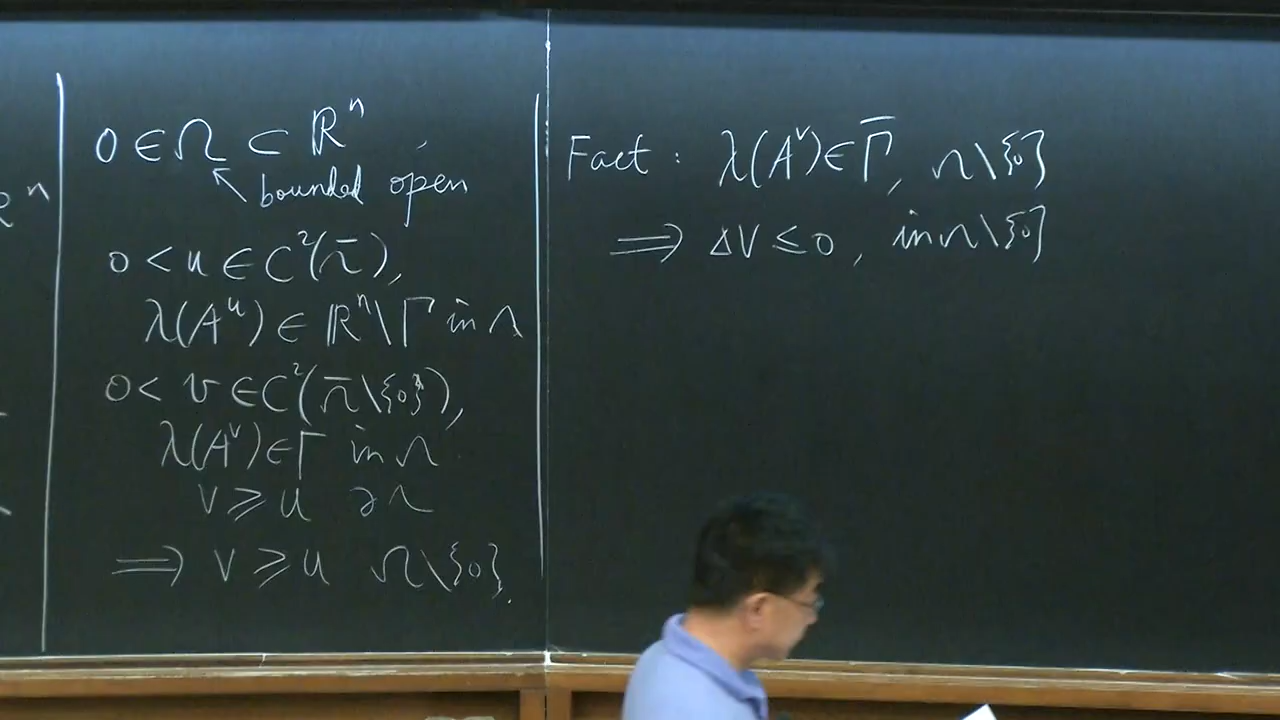 ℝⁿ
0 ∈ Ω ⊂ ℝⁿ
↖ bounded open
0 < u ∈ C²(Ω̄),
λ(Aᵘ) ∈ ℝⁿ\Γ in Ω
0 < v ∈ C²(Ω̄\{0}),
λ(Aᵛ) ∈ Γ in Ω
v ⩾ u ∂Ω
⟹ v ⩾ u Ω\{0}.
Fact : λ(Aᵛ) ∈ Γ̄, Ω\{0}
⟹ Δv ≤ 0, in Ω\{0}